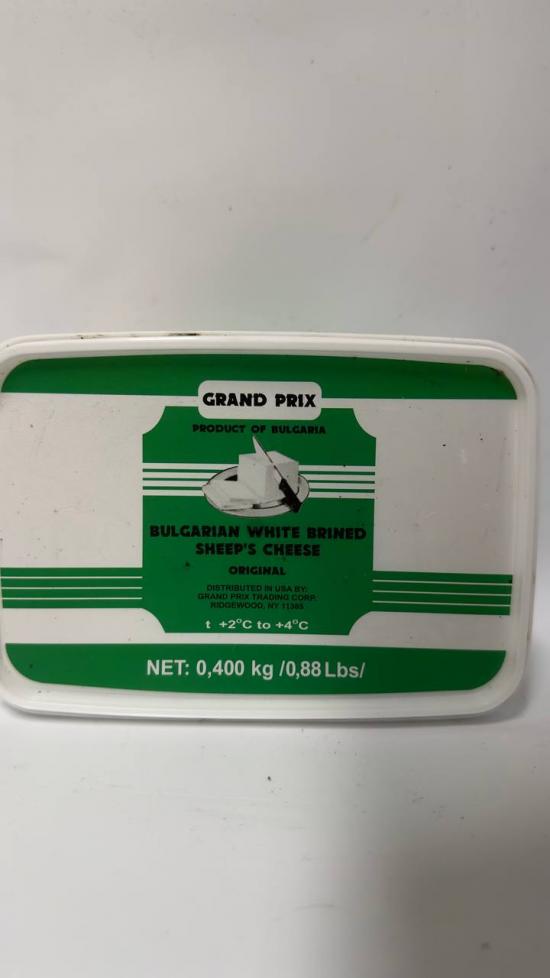 GRAND PRIX
PRODUCT OF BULGARIA
BULGARIAN WHITE BRINED
SHEEP'S CHEESE
ORIGINAL
DISTRIBUTED IN USA BY:
GRAND PRIX TRADING CORP.
RIDGEWOOD, NY 11385
t +2°C to +4°C
NET: 0,400 kg /0,88 Lbs/